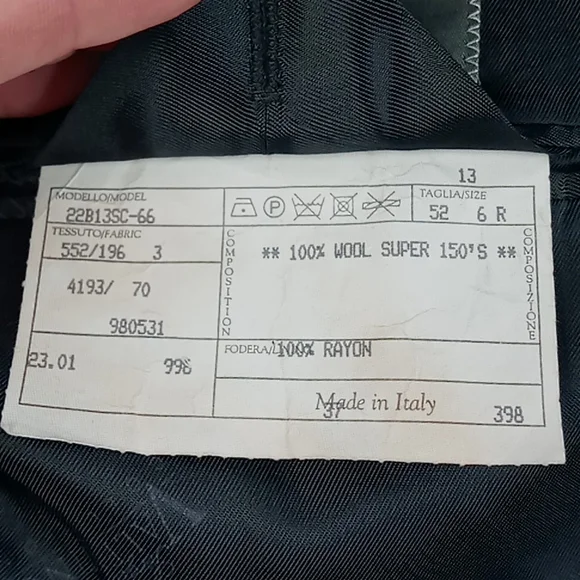 13
MODELLO/MODEL
22B13SC-66
TAGLIA/SIZE
52 6 R
TESSUTO/FABRIC
552/196 3
COMPOSITION
** 100% WOOL SUPER 150'S **
COMPOSIZIONE
4193/ 70
980531
FODERA/LINING
100% RAYON
23.01 998
Made in Italy
37
398